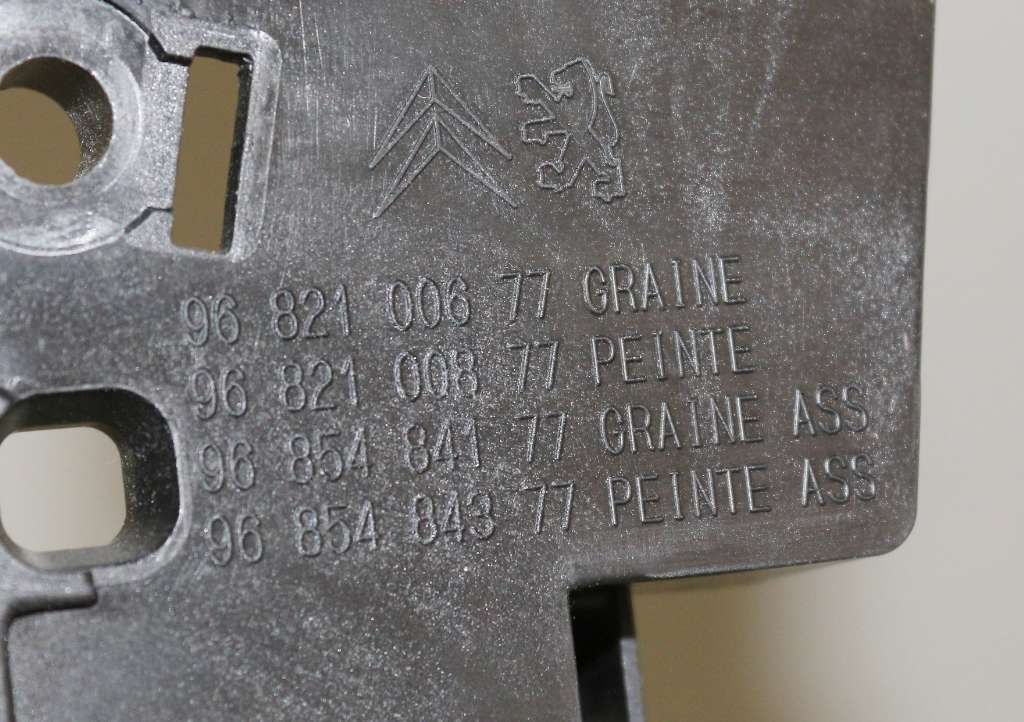 96 821 006 77 GRAINE
96 821 008 77 PEINTE
96 854 841 77 GRAINE ASS
96 854 843 77 PEINTE ASS